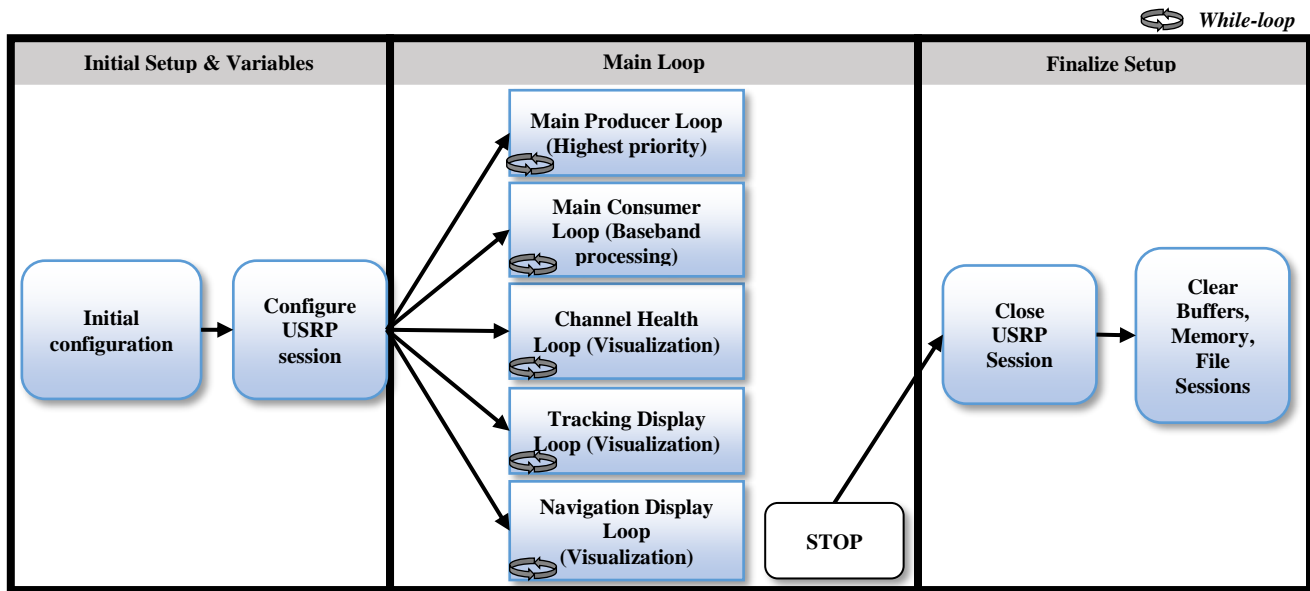 While-loop
Initial Setup & Variables
Main Loop
Finalize Setup
Initial
configuration
Configure
USRP
session
Main Producer Loop
(Highest priority)
Main Consumer
Loop (Baseband
processing)
Channel Health
Loop (Visualization)
Tracking Display
Loop (Visualization)
Navigation Display
Loop
(Visualization)
STOP
Close
USRP
Session
Clear
Buffers,
Memory,
File
Sessions